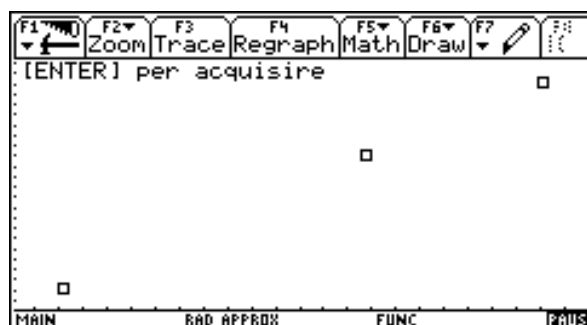 F1 F2 Zoom F3 Trace F4 Regraph F5 Math F6 Draw F7
[ENTER] per acquisire
MAIN RAD APPROX FUNC PAUS